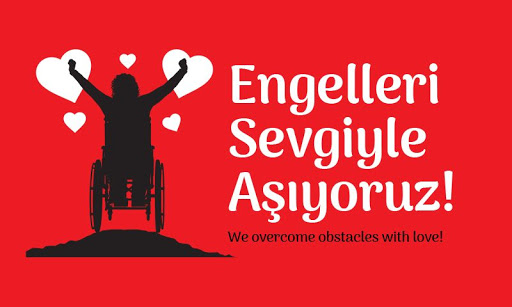 Engelleri
Sevgiyle
Aşıyoruz!
We overcome obstacles with love!